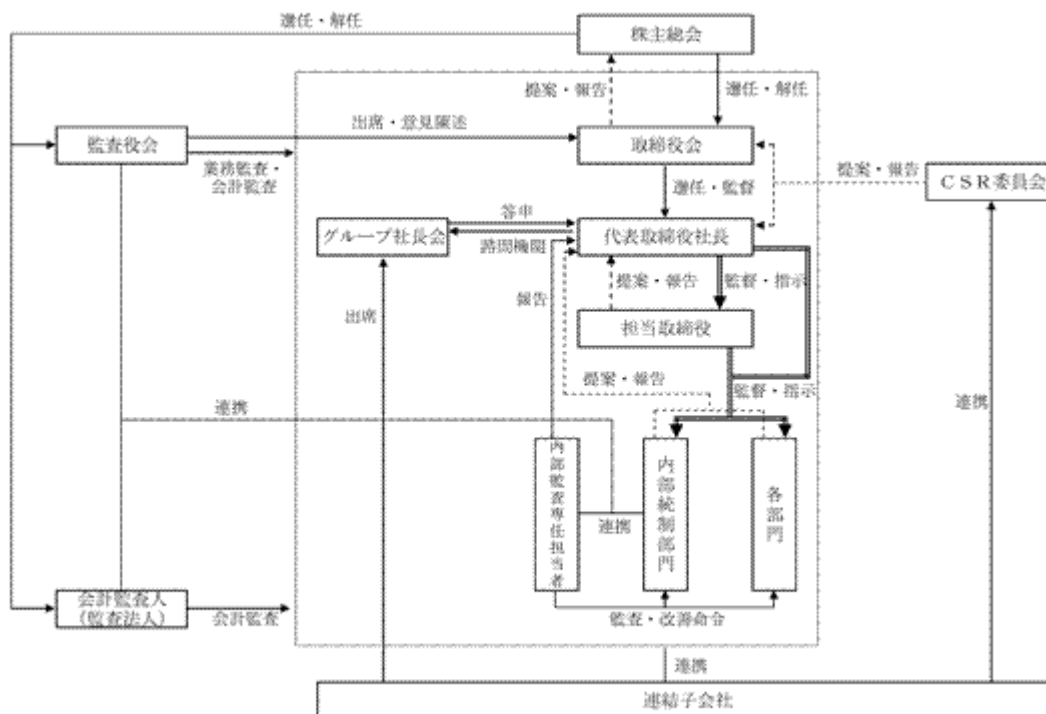 選任・解任
株主総会
提案・報告
選任・解任
出席・意見陳述
監査役会
取締役会
業務監査・
会計監査
提案・報告
CSR委員会
選任・監督
答申
グループ社長会
代表取締役社長
諮問機関
提案・報告
監督・指示
報告
出席
担当取締役
提案・報告
監督・指示
連携
連携
内部監査専任担当者
内部統制部門
各部門
連携
会計監査人
(監査法人)
会計監査
監査・改善命令
連携
連結子会社